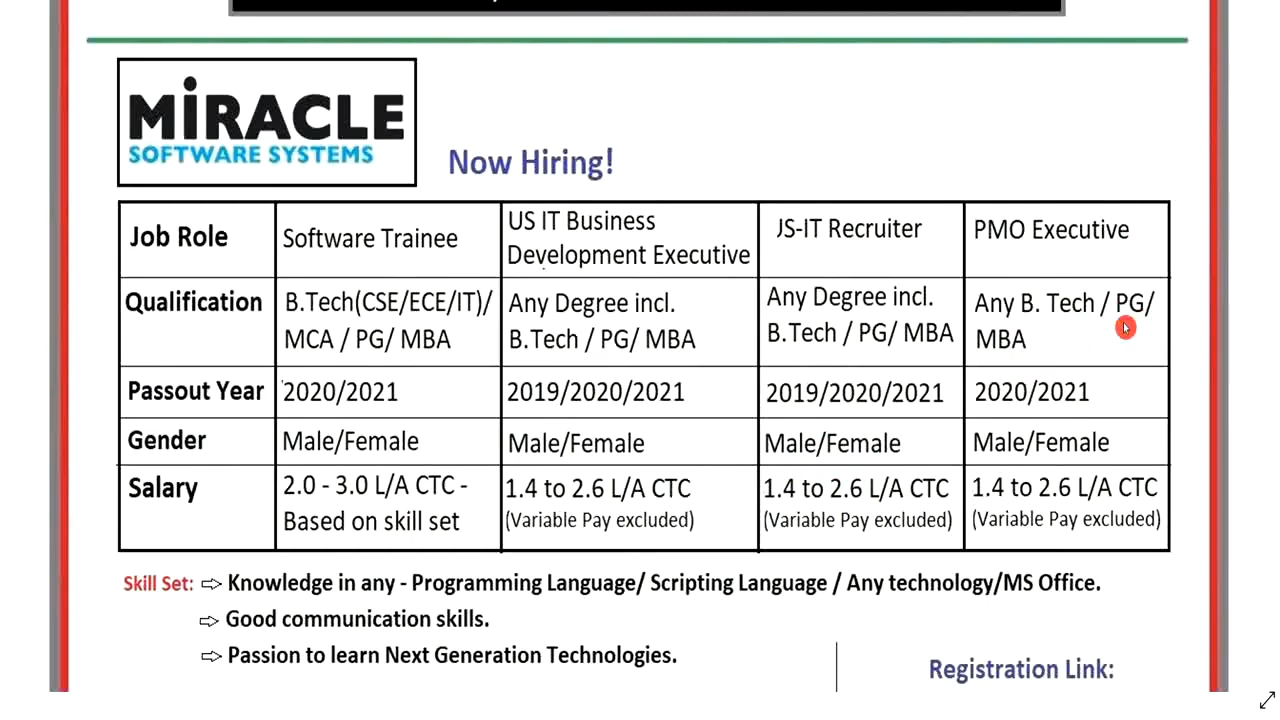 MiRACLE
SOFTWARE SYSTEMS
Now Hiring!
Job Role
Software Trainee
US IT Business
Development Executive
JS-IT Recruiter
PMO Executive
Qualification
B.Tech(CSE/ECE/IT)/
MCA / PG/ MBA
Any Degree incl.
B.Tech / PG/ MBA
Any Degree incl.
B.Tech / PG/ MBA
Any B. Tech / PG/
MBA
Passout Year
2020/2021
2019/2020/2021
2019/2020/2021
2020/2021
Gender
Male/Female
Male/Female
Male/Female
Male/Female
Salary
2.0 - 3.0 L/A CTC -
Based on skill set
1.4 to 2.6 L/A CTC
(Variable Pay excluded)
1.4 to 2.6 L/A CTC
(Variable Pay excluded)
1.4 to 2.6 L/A CTC
(Variable Pay excluded)
Skill Set: ⇨ Knowledge in any - Programming Language/ Scripting Language / Any technology/MS Office.
⇨ Good communication skills.
⇨ Passion to learn Next Generation Technologies.
Registration Link: